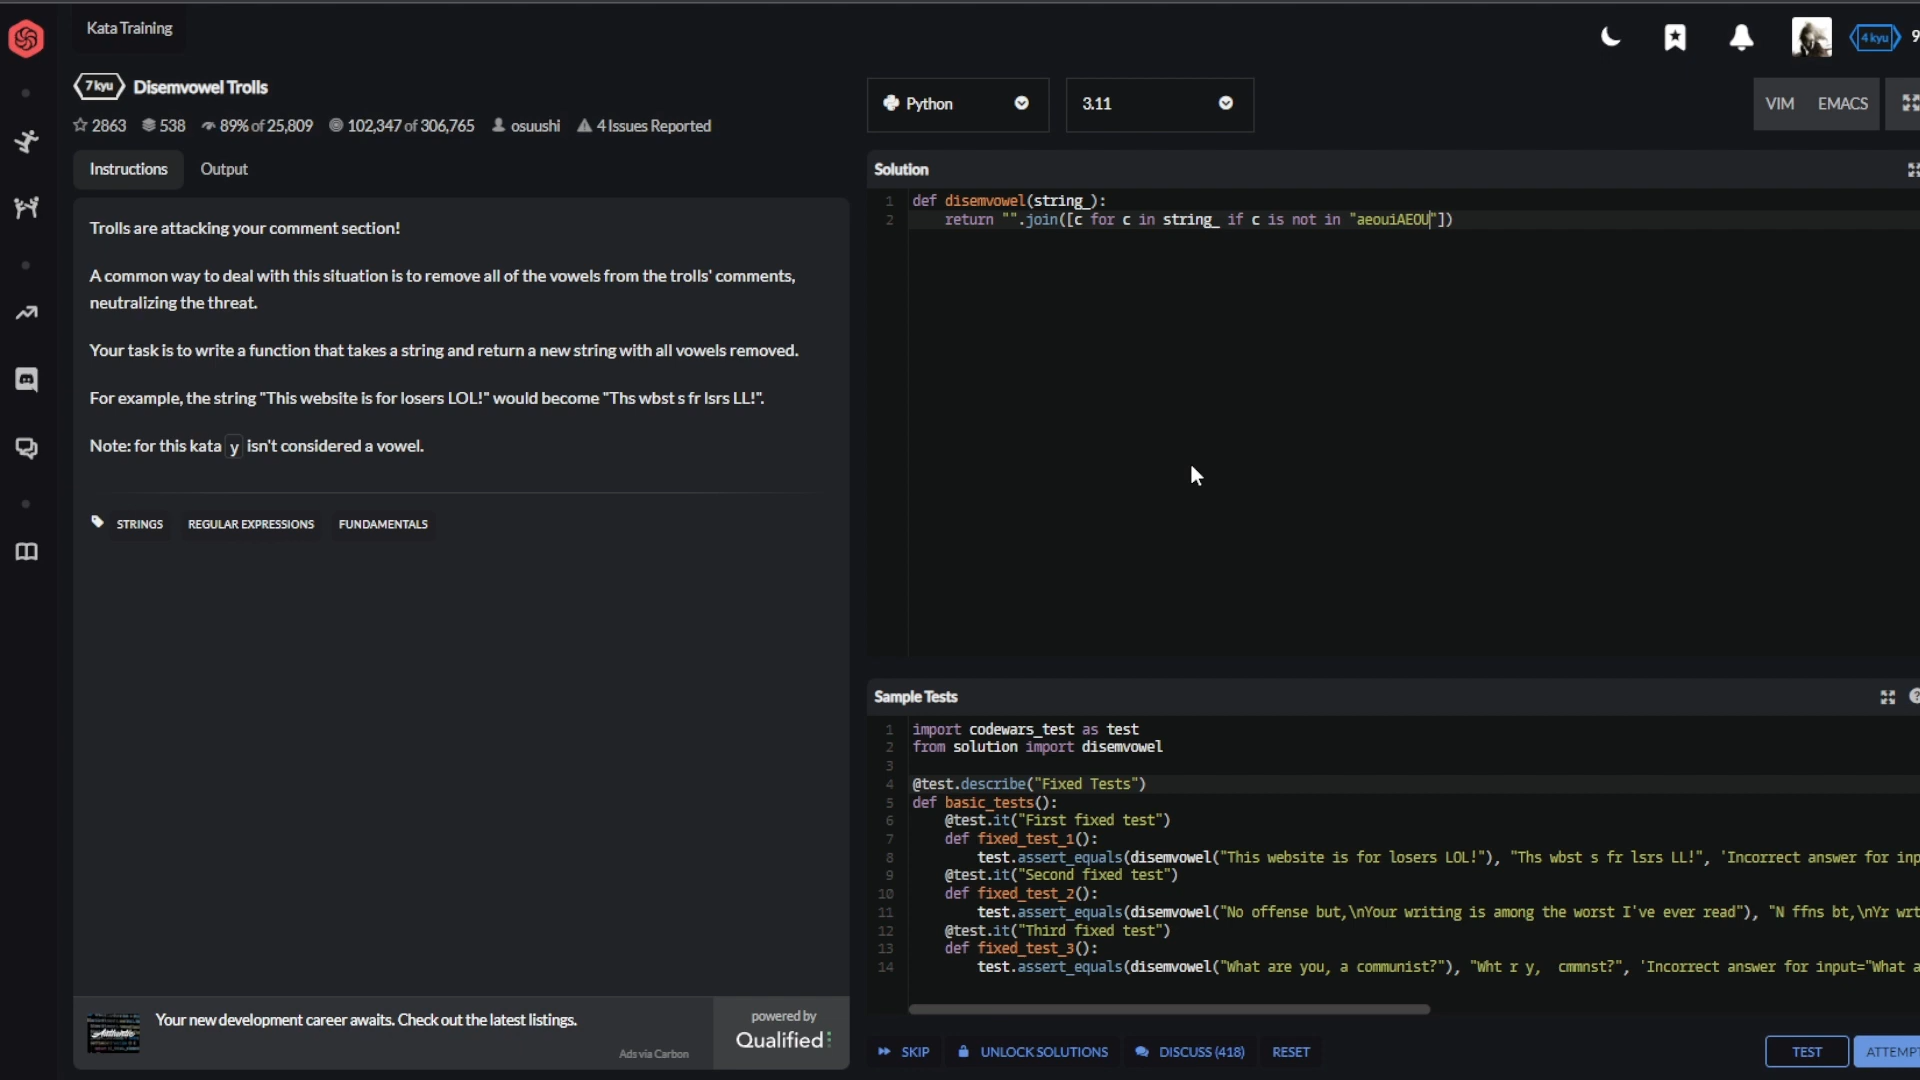 Kata Training
4 kyu
7 kyu
Disemvowel Trolls
2863 538 89% of 25,809 102,347 of 306,765 osuushi 4 Issues Reported
Instructions
Output
Trolls are attacking your comment section!
A common way to deal with this situation is to remove all of the vowels from the trolls' comments,
neutralizing the threat.
Your task is to write a function that takes a string and return a new string with all vowels removed.
For example, the string "This website is for losers LOL!" would become "Ths wbst s fr lsrs LL!".
Note: for this kata y isn't considered a vowel.
STRINGS
REGULAR EXPRESSIONS
FUNDAMENTALS
Your new development career awaits. Check out the latest listings.
Ads via Carbon
powered by
Qualified
Python
3.11
VIM
EMACS
Solution
1 def disemvowel(string_):
2     return "".join([c for c in string_ if c is not in "aeouiAEOU"])
Sample Tests
1 import codewars_test as test
2 from solution import disemvowel
3
4 @test.describe("Fixed Tests")
5 def basic_tests():
6     @test.it("First fixed test")
7     def fixed_test_1():
8         test.assert_equals(disemvowel("This website is for losers LOL!"), "Ths wbst s fr lsrs LL!", 'Incorrect answer for inp
9     @test.it("Second fixed test")
10     def fixed_test_2():
11         test.assert_equals(disemvowel("No offense but,\nYour writing is among the worst I've ever read"), "N ffns bt,\nYr wrt
12     @test.it("Third fixed test")
13     def fixed_test_3():
14         test.assert_equals(disemvowel("What are you, a communist?"), "Wht r y,  cmmnst?", 'Incorrect answer for input="What a
SKIP
UNLOCK SOLUTIONS
DISCUSS (418)
RESET
TEST
ATTEMPT